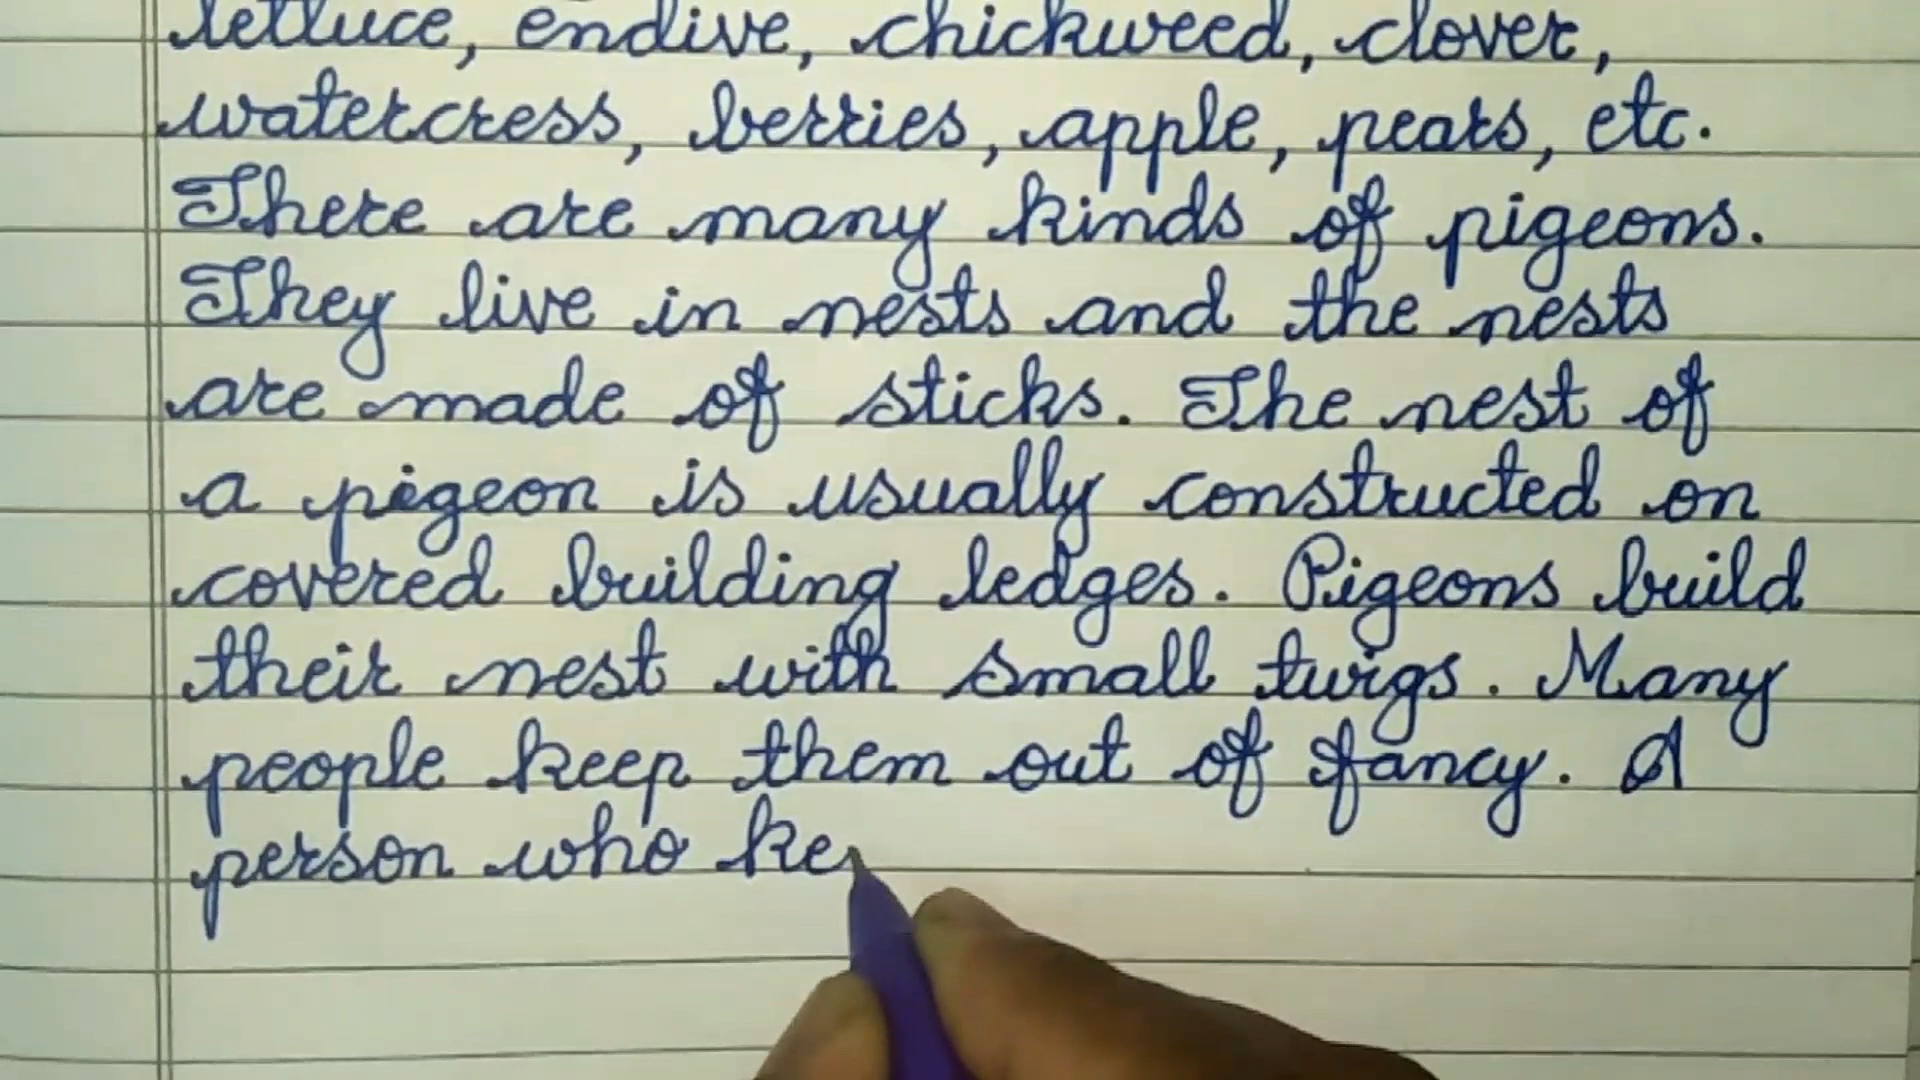 lettuce, endive, chickweed, clover,
watercress, berries, apple, pears, etc.
There are many kinds of pigeons.
They live in nests and the nests
are made of sticks. The nest of
a pigeon is usually constructed on
covered building ledges. Pigeons build
their nest with small twigs. Many
people keep them out of fancy. A
person who ke